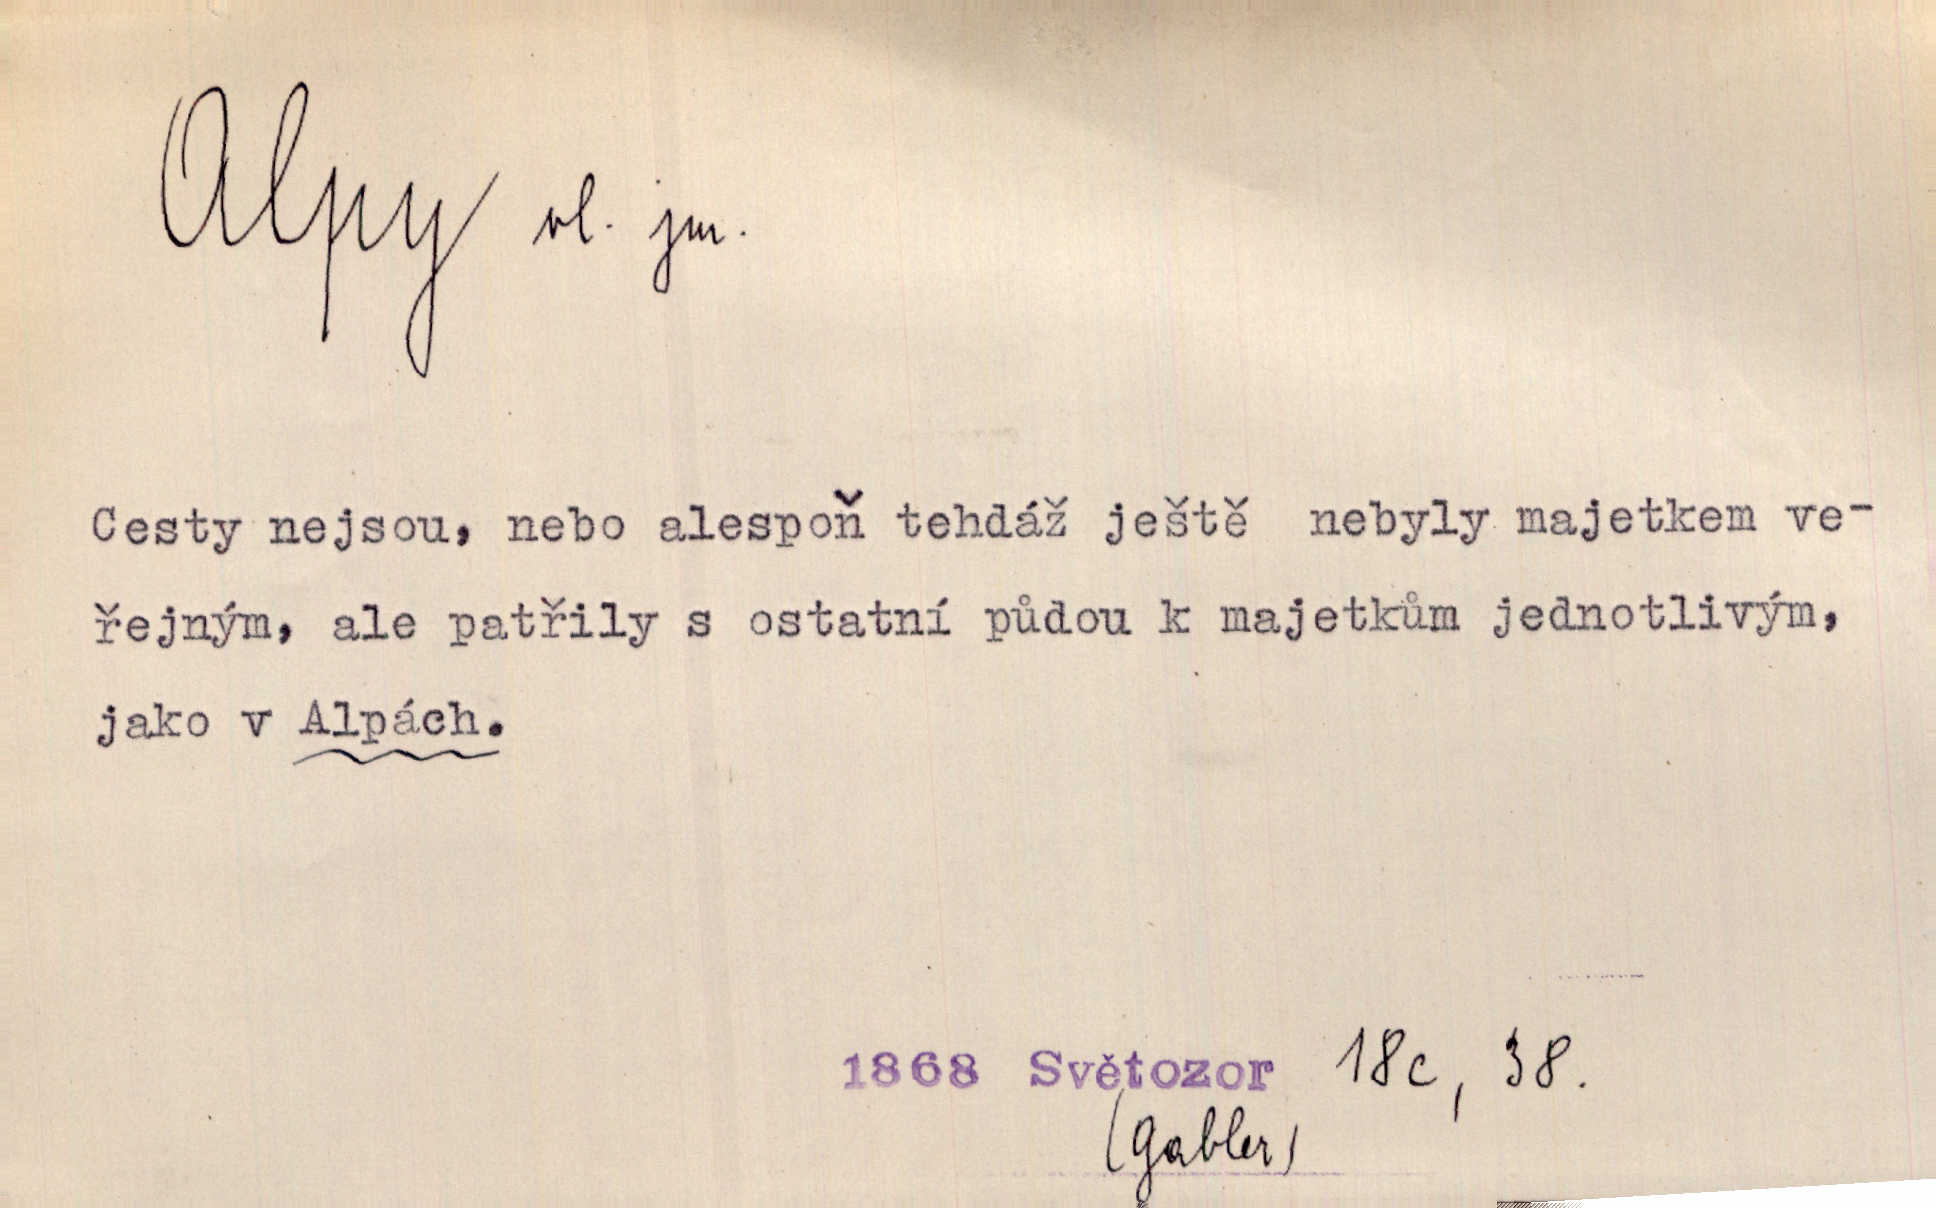 Alpy vl. jm.
Cesty nejsou, nebo alespoň tehdáž ještě nebyly majetkem ve-
řejným, ale patřily s ostatní půdou k majetkům jednotlivým,
jako v Alpách.
1868 Světozor 18c, 38.
(Gabler)